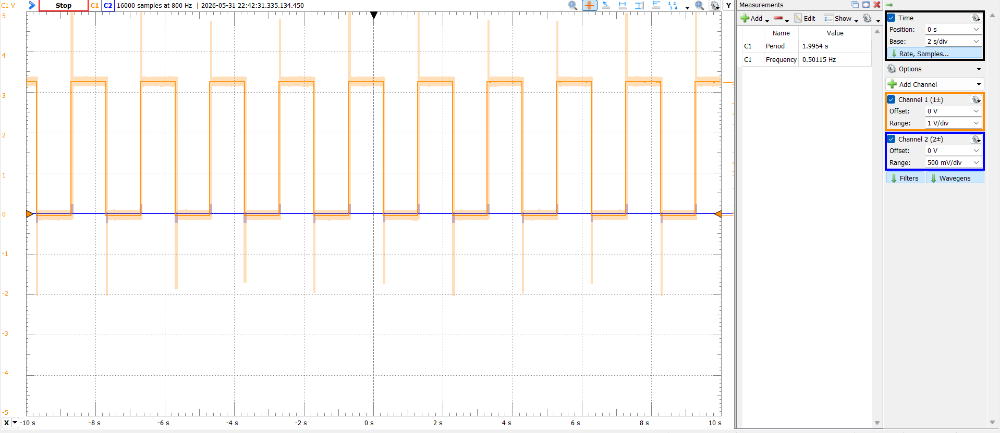 C1 V Stop C1 C2 16000 samples at 800 Hz | 2026-05-31 22:42:31.335.134.450 1 2 3 4 Y
5
4
3
2
1
0
-1
-2
-3
-4
-5
X -10 s -8 s -6 s -4 s -2 s 0 s 2 s 4 s 6 s 8 s 10 s
Measurements
Add Edit Show
Name Value
C1 Period 1.9954 s
C1 Frequency 0.50115 Hz
Time
Position: 0 s
Base: 2 s/div
Rate, Samples...
Options
Add Channel
Channel 1 (1±)
Offset: 0 V
Range: 1 V/div
Channel 2 (2±)
Offset: 0 V
Range: 500 mV/div
Filters Wavegens